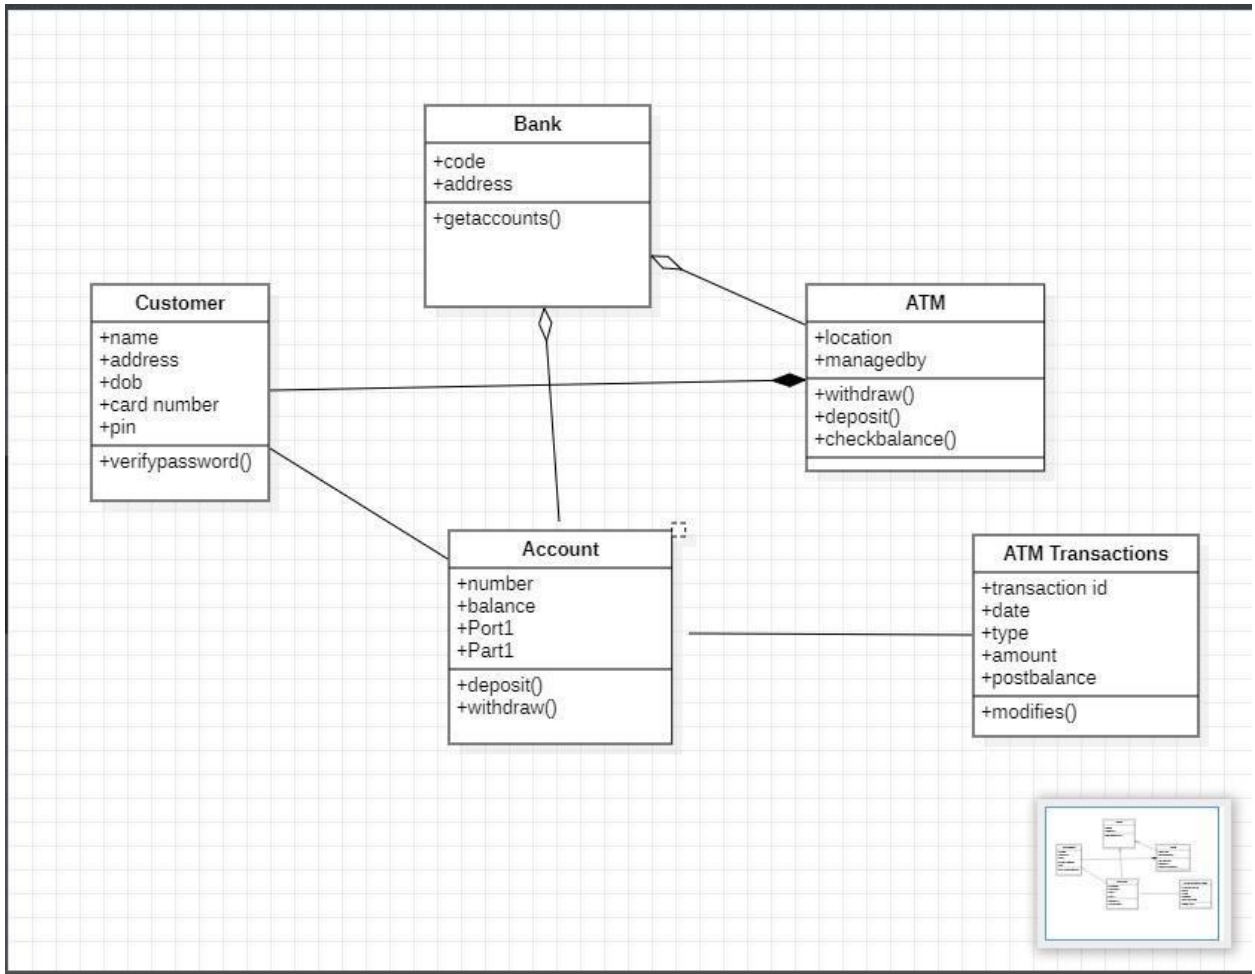 Bank
+code
+address
+getaccounts()
Customer
+name
+address
+dob
+card number
+pin
+verifypassword()
ATM
+location
+managedby
+withdraw()
+deposit()
+checkbalance()
Account
+number
+balance
+Port1
+Part1
+deposit()
+withdraw()
ATM Transactions
+transaction id
+date
+type
+amount
+postbalance
+modifies()